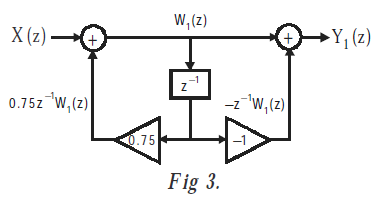 W₁(z)
X(z) + + Y₁(z)
z⁻¹
0.75z⁻¹W₁(z) -z⁻¹W₁(z)
0.75 -1
Fig 3.